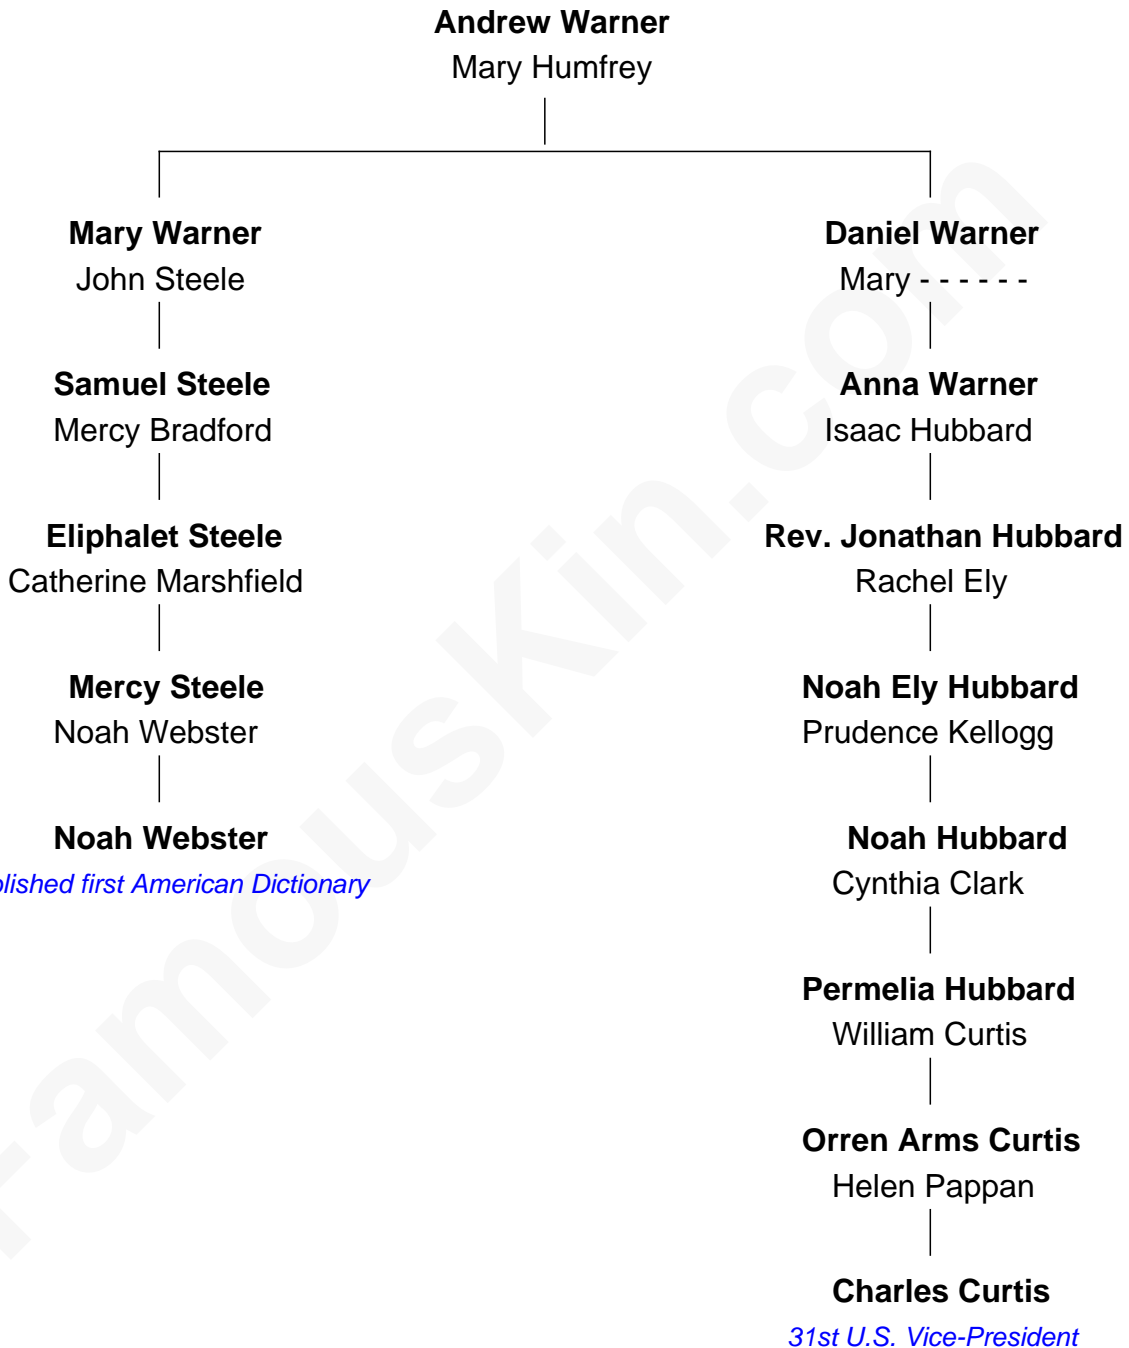 Andrew Warner
Mary Humfrey
Mary Warner
John Steele
Daniel Warner
Mary - - - - - -
Samuel Steele
Mercy Bradford
Anna Warner
Isaac Hubbard
Eliphalet Steele
Catherine Marshfield
Rev. Jonathan Hubbard
Rachel Ely
Mercy Steele
Noah Webster
Noah Ely Hubbard
Prudence Kellogg
Noah Webster
first American Dictionary
Noah Hubbard
Cynthia Clark
Permelia Hubbard
William Curtis
Orren Arms Curtis
Helen Pappan
Charles Curtis
31st U.S. Vice-President
FamousKin.com